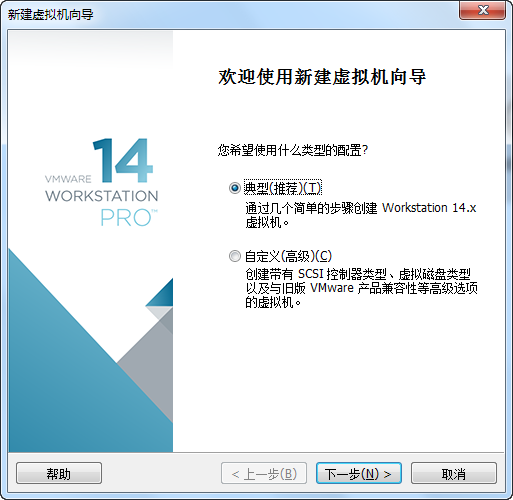 新建虚拟机向导
欢迎使用新建虚拟机向导
14
VMWARE
WORKSTATION
PRO™
您希望使用什么类型的配置?
典型(推荐)(T)
通过几个简单的步骤创建 Workstation 14.x
虚拟机。
自定义(高级)(C)
创建带有 SCSI 控制器类型、虚拟磁盘类型
以及与旧版 VMware 产品兼容性等高级选项
的虚拟机。
帮助
< 上一步(B)
下一步(N) >
取消